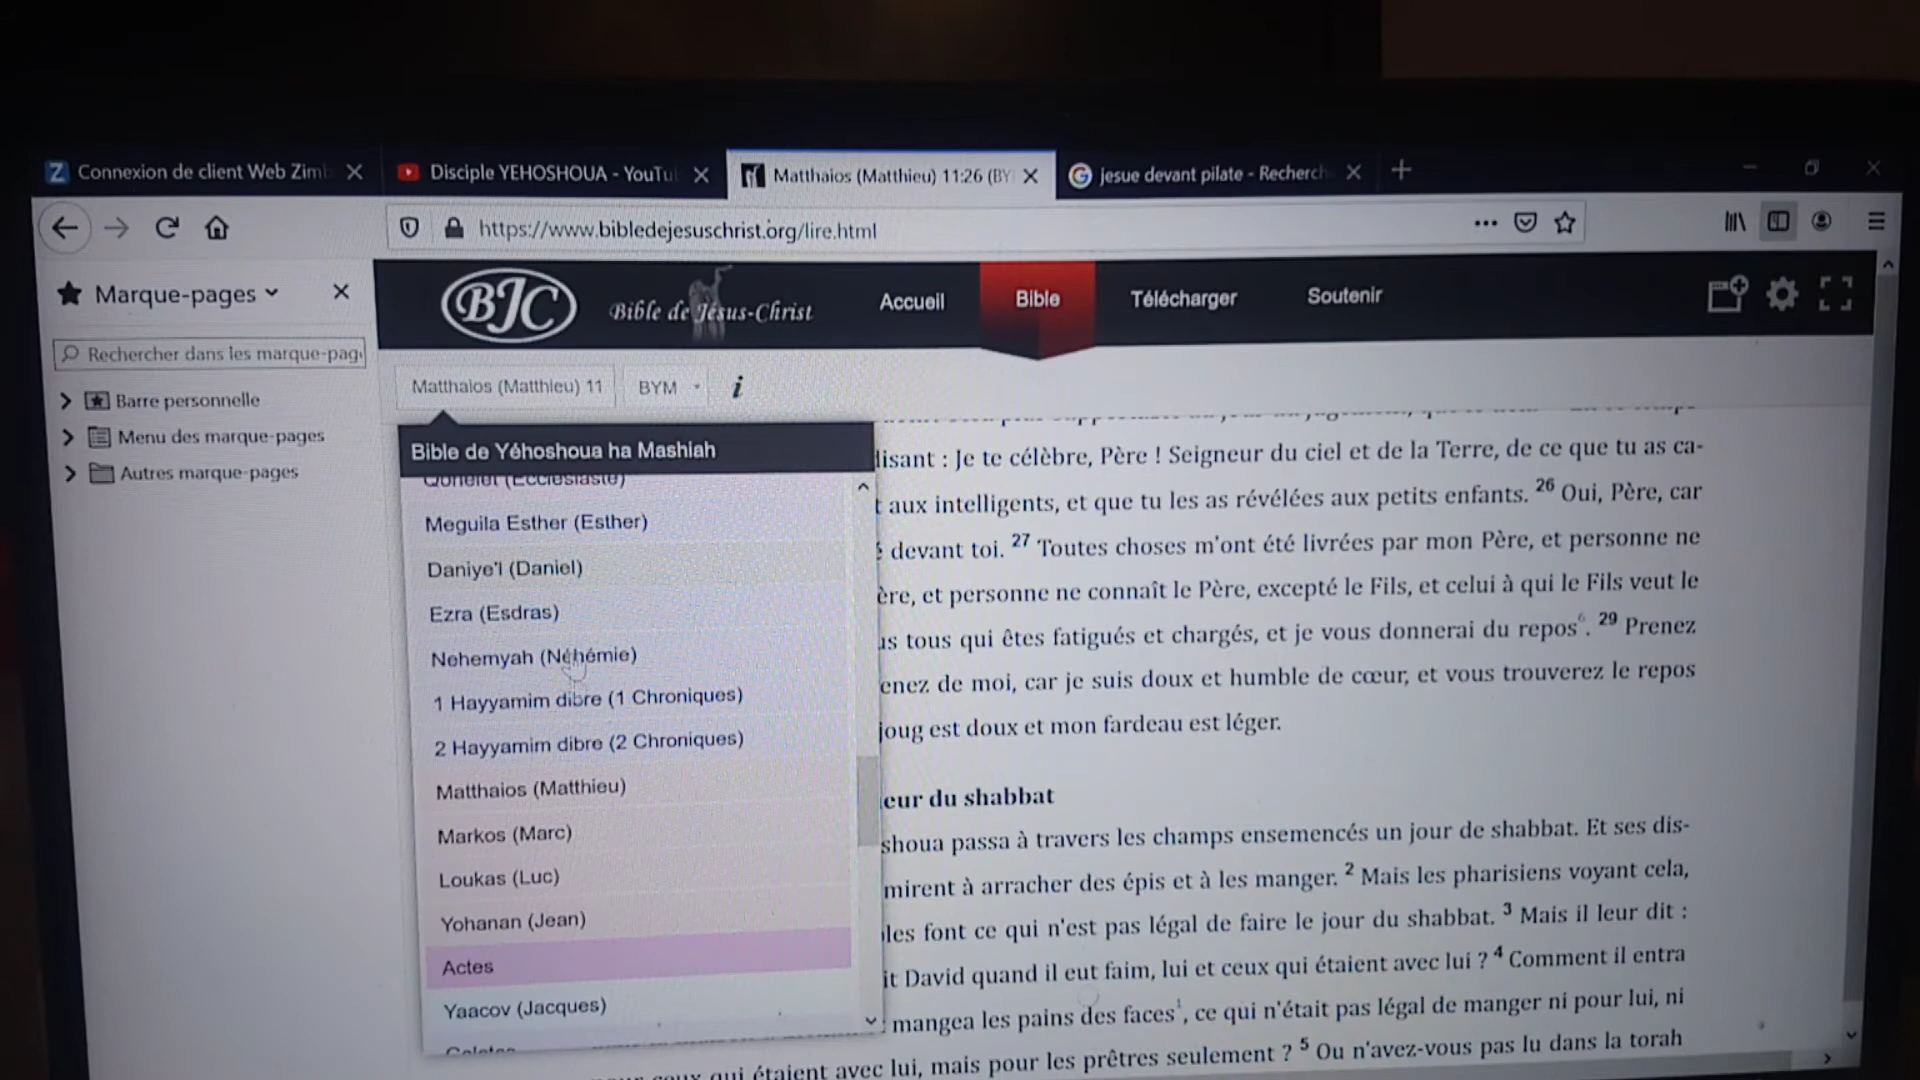 Connexion de client Web Zim
Disciple YEHOSHOUA - YouTu
Matthaios (Matthieu) 11:26 (BY
jesue devant pilate - Recherch
https://www.bibledejesuschrist.org/lire.html
Marque-pages
Rechercher dans les marque-pag
Barre personnelle
Menu des marque-pages
Autres marque-pages
BJC
Bible de Jésus-Christ
Accueil
Bible
Télécharger
Soutenir
Matthaios (Matthieu) 11
BYM
i
Bible de Yéhoshoua ha Mashiah
Qohelet (Ecclésiaste)
Meguila Esther (Esther)
Daniye'l (Daniel)
Ezra (Esdras)
Nehemyah (Néhémie)
1 Hayyamim dibre (1 Chroniques)
2 Hayyamim dibre (2 Chroniques)
Matthaios (Matthieu)
Markos (Marc)
Loukas (Luc)
Yohanan (Jean)
Actes
Yaacov (Jacques)
disant : Je te célèbre, Père ! Seigneur du ciel et de la Terre, de ce que tu as ca-
t aux intelligents, et que tu les as révélées aux petits enfants. 26 Oui, Père, car
é devant toi. 27 Toutes choses m'ont été livrées par mon Père, et personne ne
ère, et personne ne connaît le Père, excepté le Fils, et celui à qui le Fils veut le
us tous qui êtes fatigués et chargés, et je vous donnerai du repos. 29 Prenez
enez de moi, car je suis doux et humble de cœur, et vous trouverez le repos
joug est doux et mon fardeau est léger.
eur du shabbat
shoua passa à travers les champs ensemencés un jour de shabbat. Et ses dis-
mirent à arracher des épis et à les manger. 2 Mais les pharisiens voyant cela,
les font ce qui n'est pas légal de faire le jour du shabbat. 3 Mais il leur dit :
it David quand il eut faim, lui et ceux qui étaient avec lui ? 4 Comment il entra
mangea les pains des faces, ce qui n'était pas légal de manger ni pour lui, ni
ceux qui étaient avec lui, mais pour les prêtres seulement ? 5 Ou n'avez-vous pas lu dans la torah